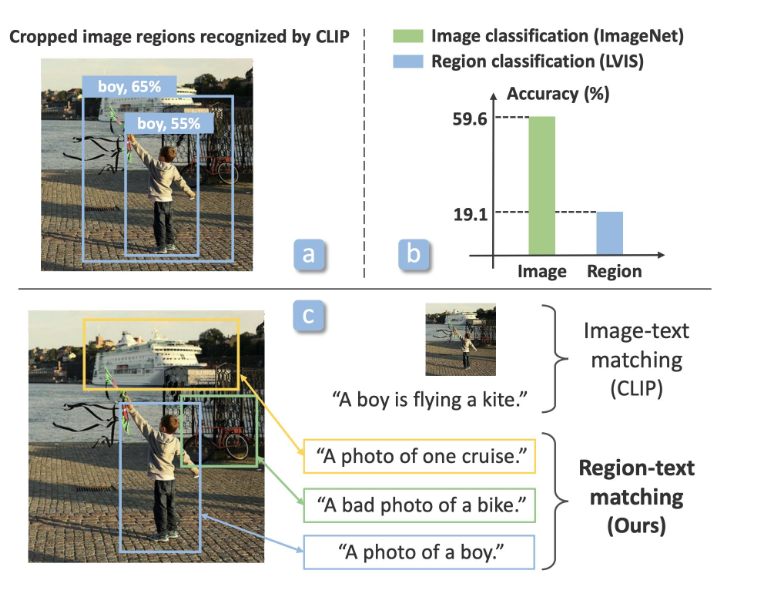 Cropped image regions recognized by CLIP
boy, 65%
boy, 55%
a
Image classification (ImageNet)
Region classification (LVIS)
Accuracy (%)
59.6
19.1
Image Region
b
c
“A boy is flying a kite.”
Image-text
matching
(CLIP)
“A photo of one cruise.”
“A bad photo of a bike.”
“A photo of a boy.”
Region-text
matching
(Ours)